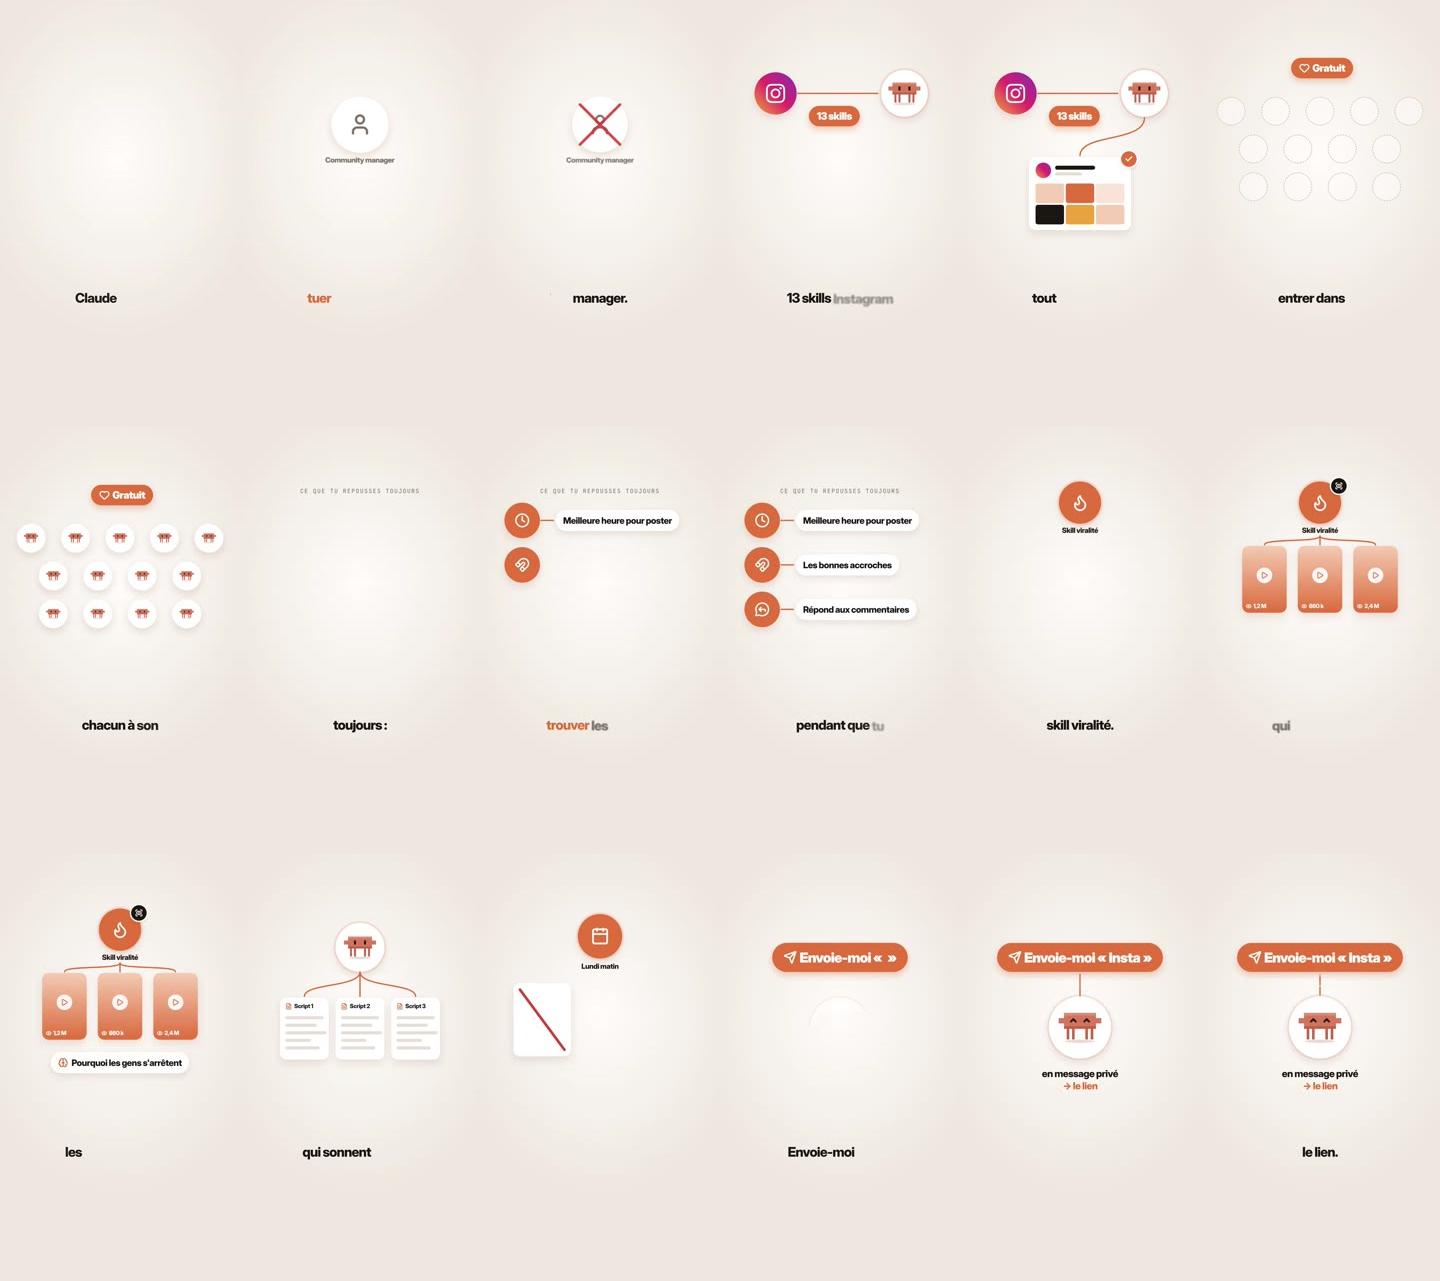 Claude
Community manager
tuer
Community manager
manager.
13 skills
13 skills Instagram
13 skills
tout
Gratuit
entrer dans
Gratuit
chacun à son
CE QUE TU REPOUSSES TOUJOURS
toujours :
CE QUE TU REPOUSSES TOUJOURS
Meilleure heure pour poster
trouver les
CE QUE TU REPOUSSES TOUJOURS
Meilleure heure pour poster
Les bonnes accroches
Répond aux commentaires
pendant que tu
Skill viralité
skill viralité.
Skill viralité
1,2 M
860 k
2,4 M
qui
Skill viralité
1,2 M
860 k
2,4 M
Pourquoi les gens s'arrêtent
les
Script 1
Script 2
Script 3
qui sonnent
Lundi matin
Envoie-moi « »
Envoie-moi
Envoie-moi « Insta »
en message privé
→ le lien
Envoie-moi « Insta »
en message privé
→ le lien
le lien.